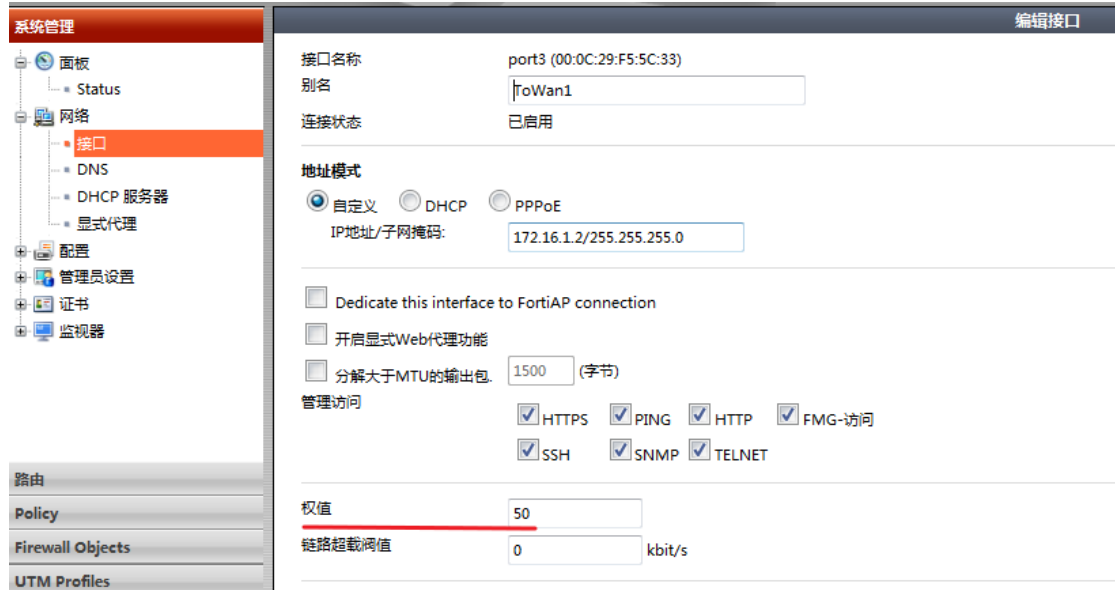 系统管理
面板
Status
网络
接口
DNS
DHCP 服务器
显式代理
配置
管理员设置
证书
监视器
路由
Policy
Firewall Objects
UTM Profiles
编辑接口
接口名称 port3 (00:0C:29:F5:5C:33)
别名 ToWan1
连接状态 已启用
地址模式
自定义 DHCP PPPoE
IP地址/子网掩码: 172.16.1.2/255.255.255.0
Dedicate this interface to FortiAP connection
开启显式Web代理功能
分解大于MTU的输出包. 1500 (字节)
管理访问
HTTPS PING HTTP FMG-访问
SSH SNMP TELNET
权值 50
链路超载阀值 0 kbit/s